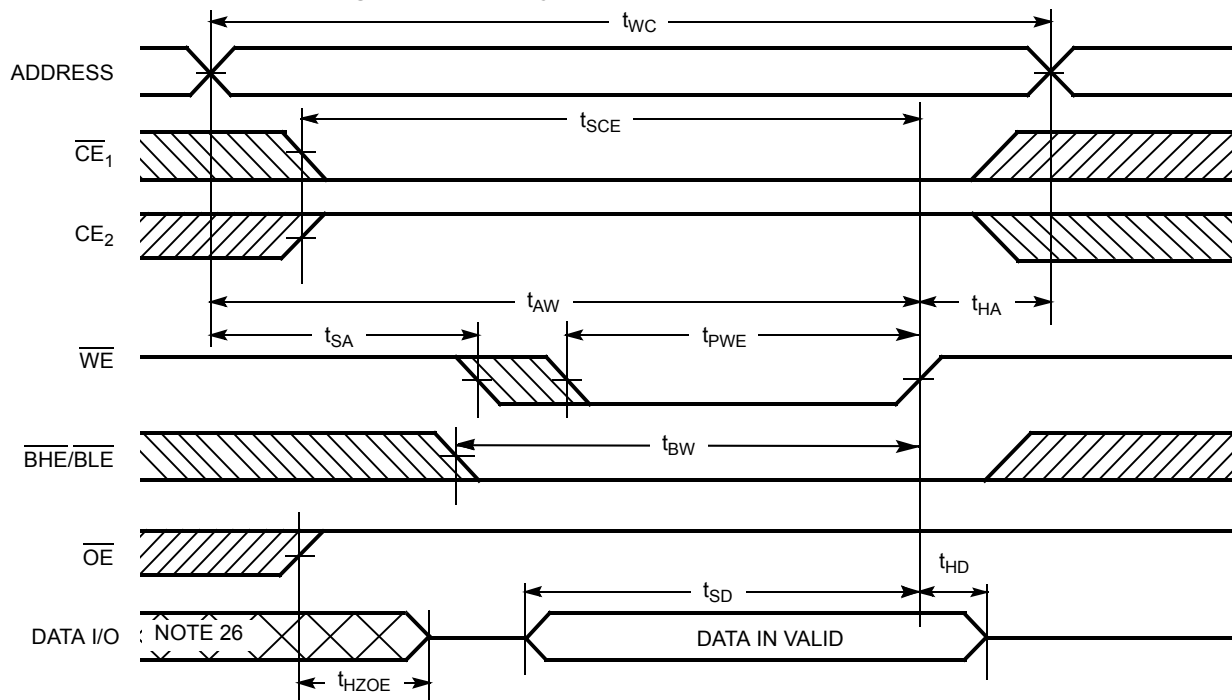 tWC
ADDRESS
tSCE
CE1
CE2
tAW
tHA
tSA
tPWE
WE
tBW
BHE/BLE
OE
tHD
tSD
DATA I/O
NOTE 26
DATA IN VALID
tHZOE